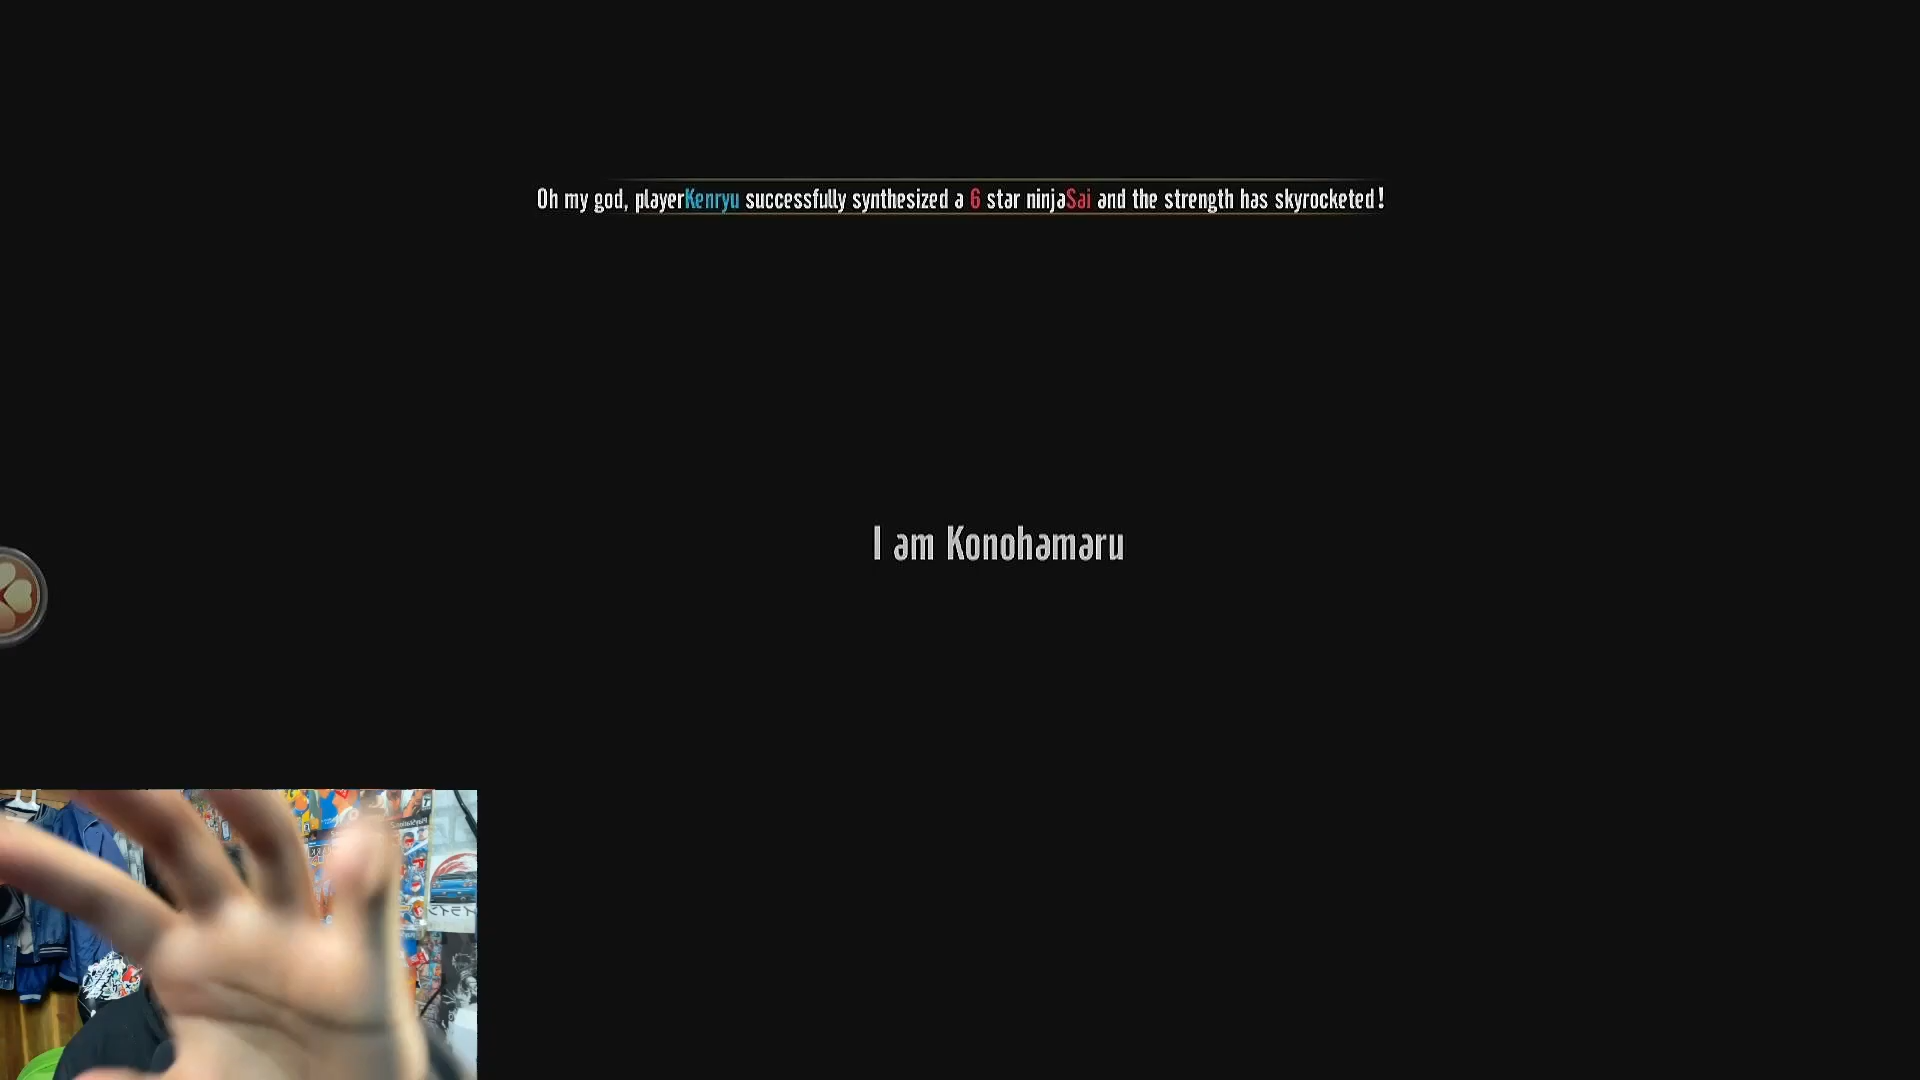 Oh my god, playerKenryu successfully synthesized a 6 star ninjaSai and the strength has skyrocketed!
I am Konohamaru